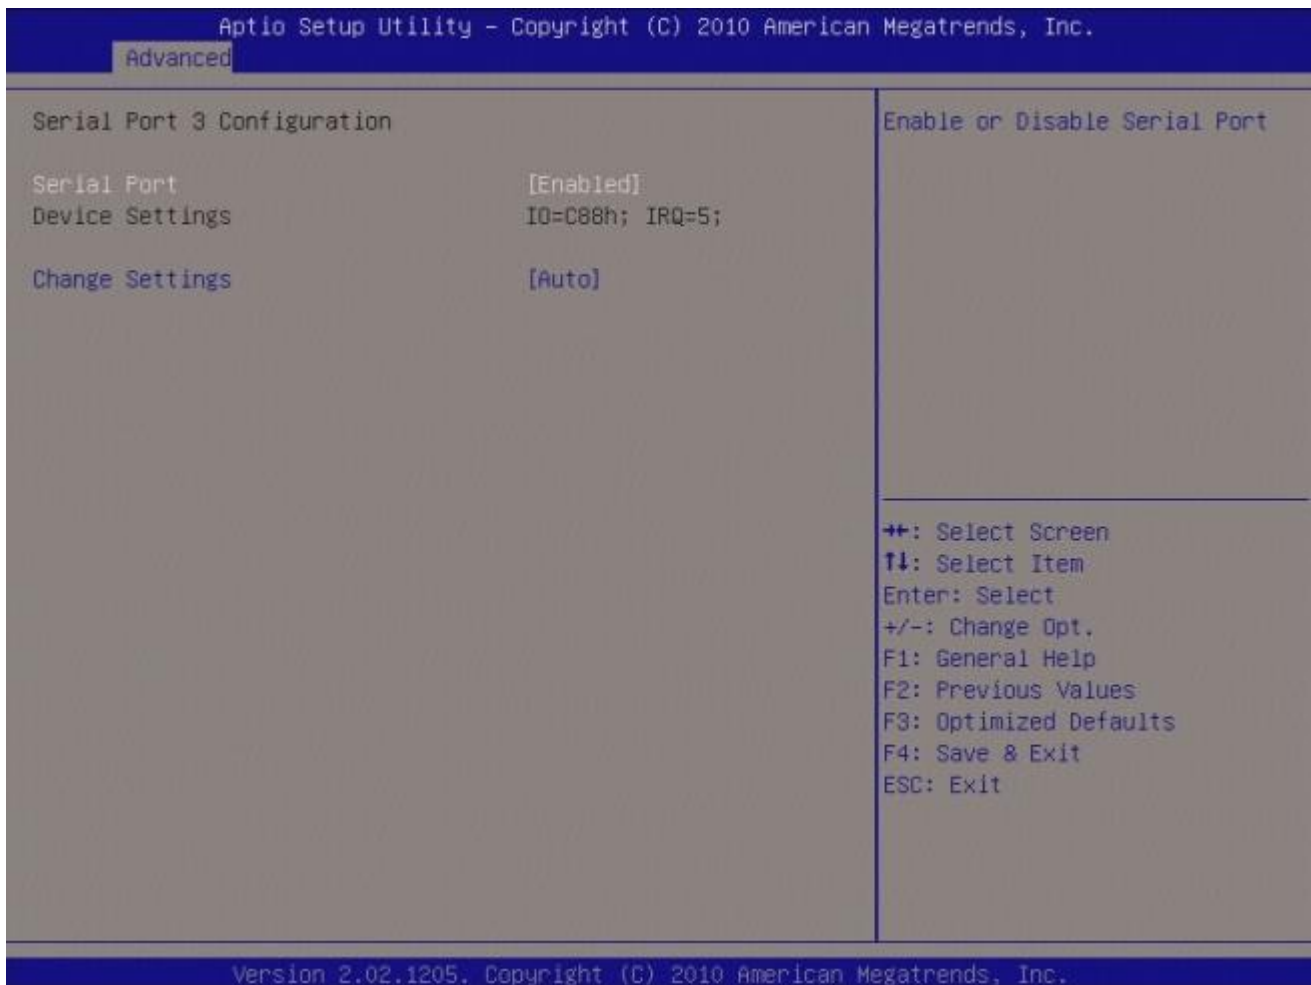 Aptio Setup Utility – Copyright (C) 2010 American Megatrends, Inc.
Advanced
Serial Port 3 Configuration
Serial Port [Enabled]
Device Settings IO=C88h; IRQ=5;
Change Settings [Auto]
Enable or Disable Serial Port
→←: Select Screen
↑↓: Select Item
Enter: Select
+/-: Change Opt.
F1: General Help
F2: Previous Values
F3: Optimized Defaults
F4: Save & Exit
ESC: Exit
Version 2.02.1205. Copyright (C) 2010 American Megatrends, Inc.